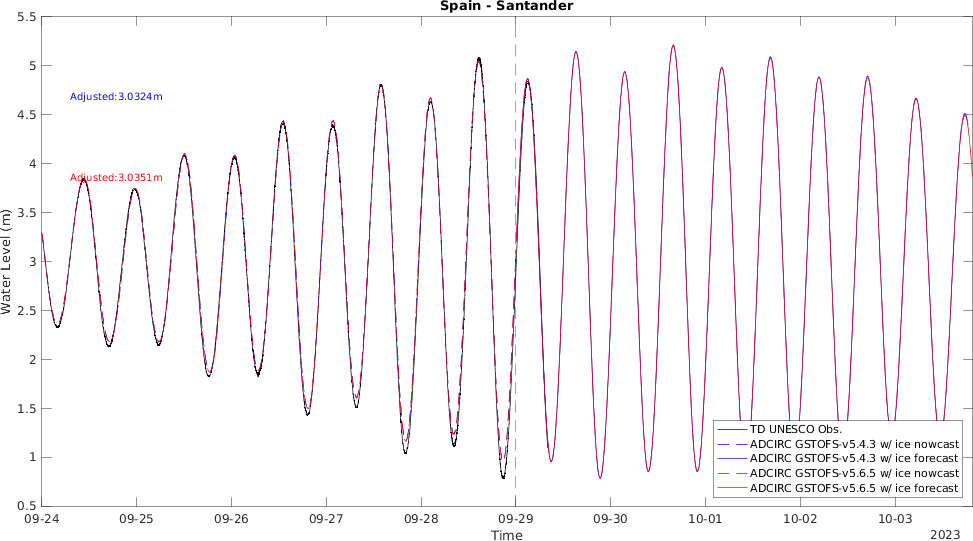 Spain - Santander
5.5
5
4.5
4
3.5
3
2.5
2
1.5
1
0.5
Water Level (m)
Adjusted:3.0324m
Adjusted:3.0351m
TD UNESCO Obs.
ADCIRC GSTOFS-v5.4.3 w/ ice nowcast
ADCIRC GSTOFS-v5.4.3 w/ ice forecast
ADCIRC GSTOFS-v5.6.5 w/ ice nowcast
ADCIRC GSTOFS-v5.6.5 w/ ice forecast
09-24 09-25 09-26 09-27 09-28 09-29 09-30 10-01 10-02 10-03
Time
2023